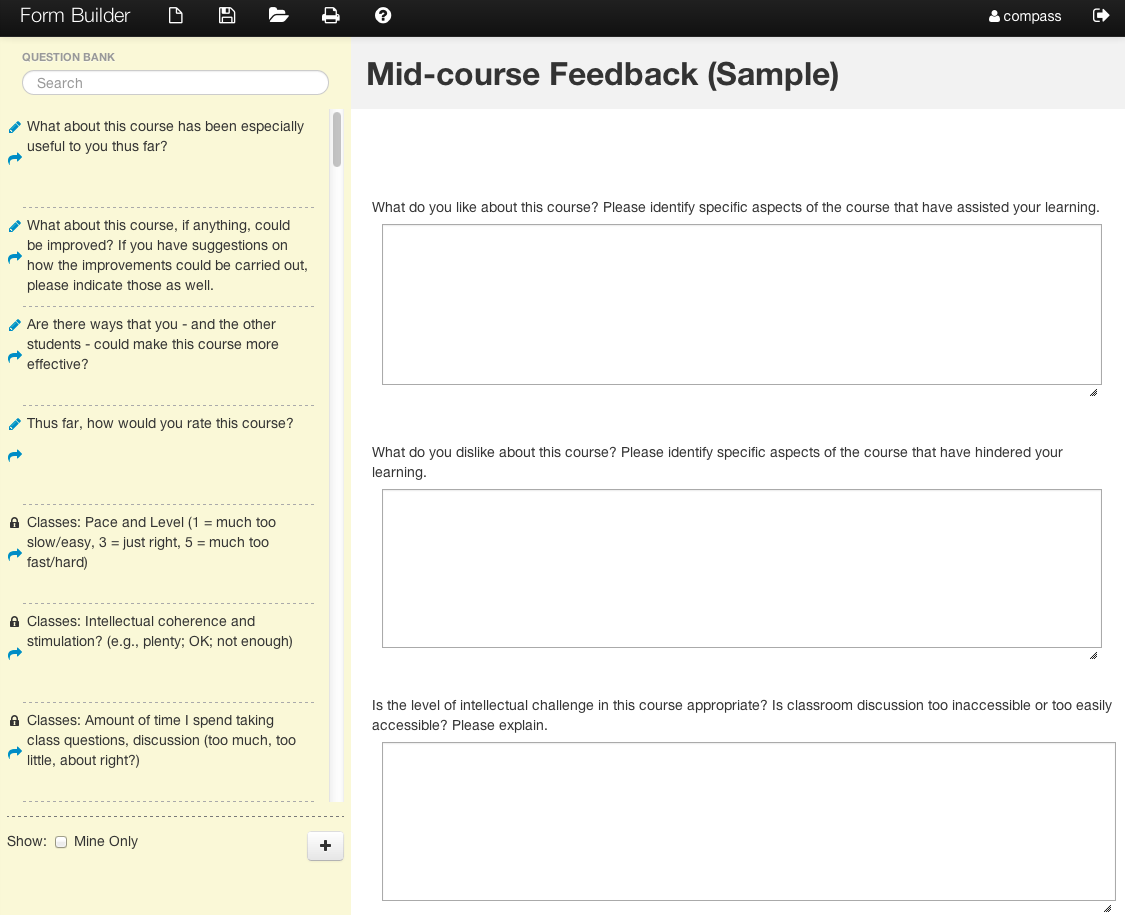 Form Builder
compass
QUESTION BANK
Search
What about this course has been especially
useful to you thus far?
What about this course, if anything, could
be improved? If you have suggestions on
how the improvements could be carried out,
please indicate those as well.
Are there ways that you - and the other
students - could make this course more
effective?
Thus far, how would you rate this course?
Classes: Pace and Level (1 = much too
slow/easy, 3 = just right, 5 = much too
fast/hard)
Classes: Intellectual coherence and
stimulation? (e.g., plenty; OK; not enough)
Classes: Amount of time I spend taking
class questions, discussion (too much, too
little, about right?)
Show: Mine Only
Mid-course Feedback (Sample)
What do you like about this course? Please identify specific aspects of the course that have assisted your learning.
What do you dislike about this course? Please identify specific aspects of the course that have hindered your
learning.
Is the level of intellectual challenge in this course appropriate? Is classroom discussion too inaccessible or too easily
accessible? Please explain.